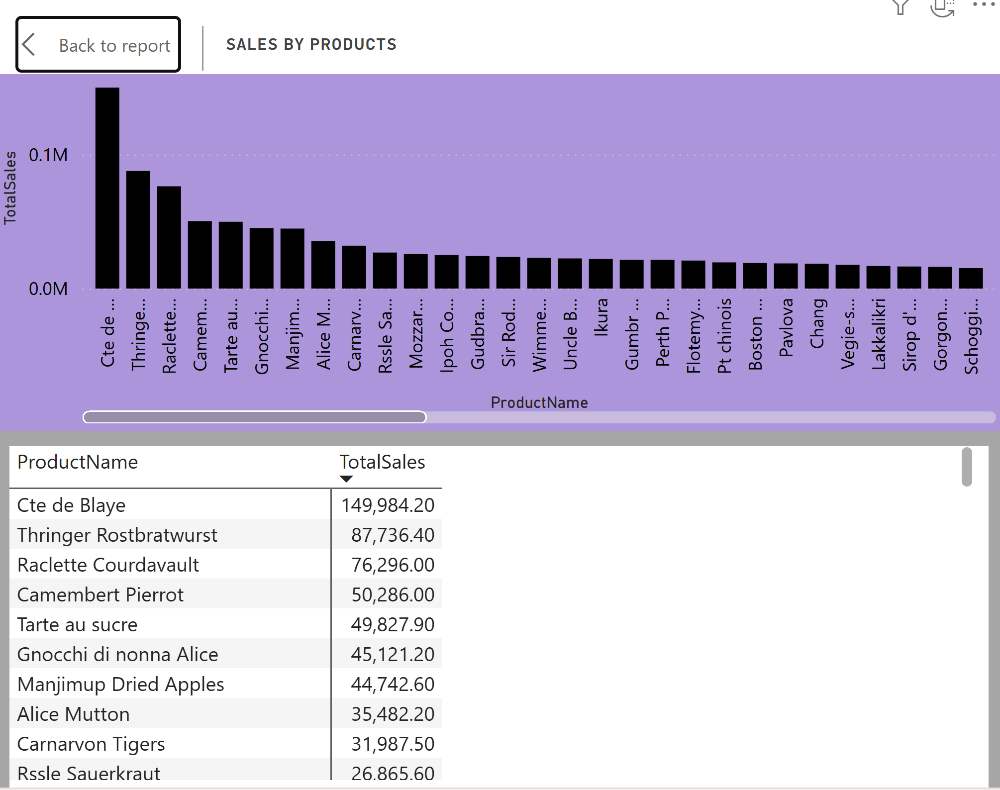 Back to report
SALES BY PRODUCTS
TotalSales
0.1M
0.0M
Cte de ...
Thringe...
Raclette...
Camem...
Tarte au...
Gnocchi...
Manjim...
Alice M...
Carnarv...
Rssle Sa...
Mozzar...
Ipoh Co...
Gudbra...
Sir Rod...
Wimme...
Uncle B...
Ikura
Gumbr ...
Perth P...
Flotemy...
Pt chinois
Boston ...
Pavlova
Chang
Vegie-s...
Lakkalikri
Sirop d'...
Gorgon...
Schoggi...
ProductName
ProductName TotalSales
Cte de Blaye 149,984.20
Thringer Rostbratwurst 87,736.40
Raclette Courdavault 76,296.00
Camembert Pierrot 50,286.00
Tarte au sucre 49,827.90
Gnocchi di nonna Alice 45,121.20
Manjimup Dried Apples 44,742.60
Alice Mutton 35,482.20
Carnarvon Tigers 31,987.50
Rssle Sauerkraut 26,865.60